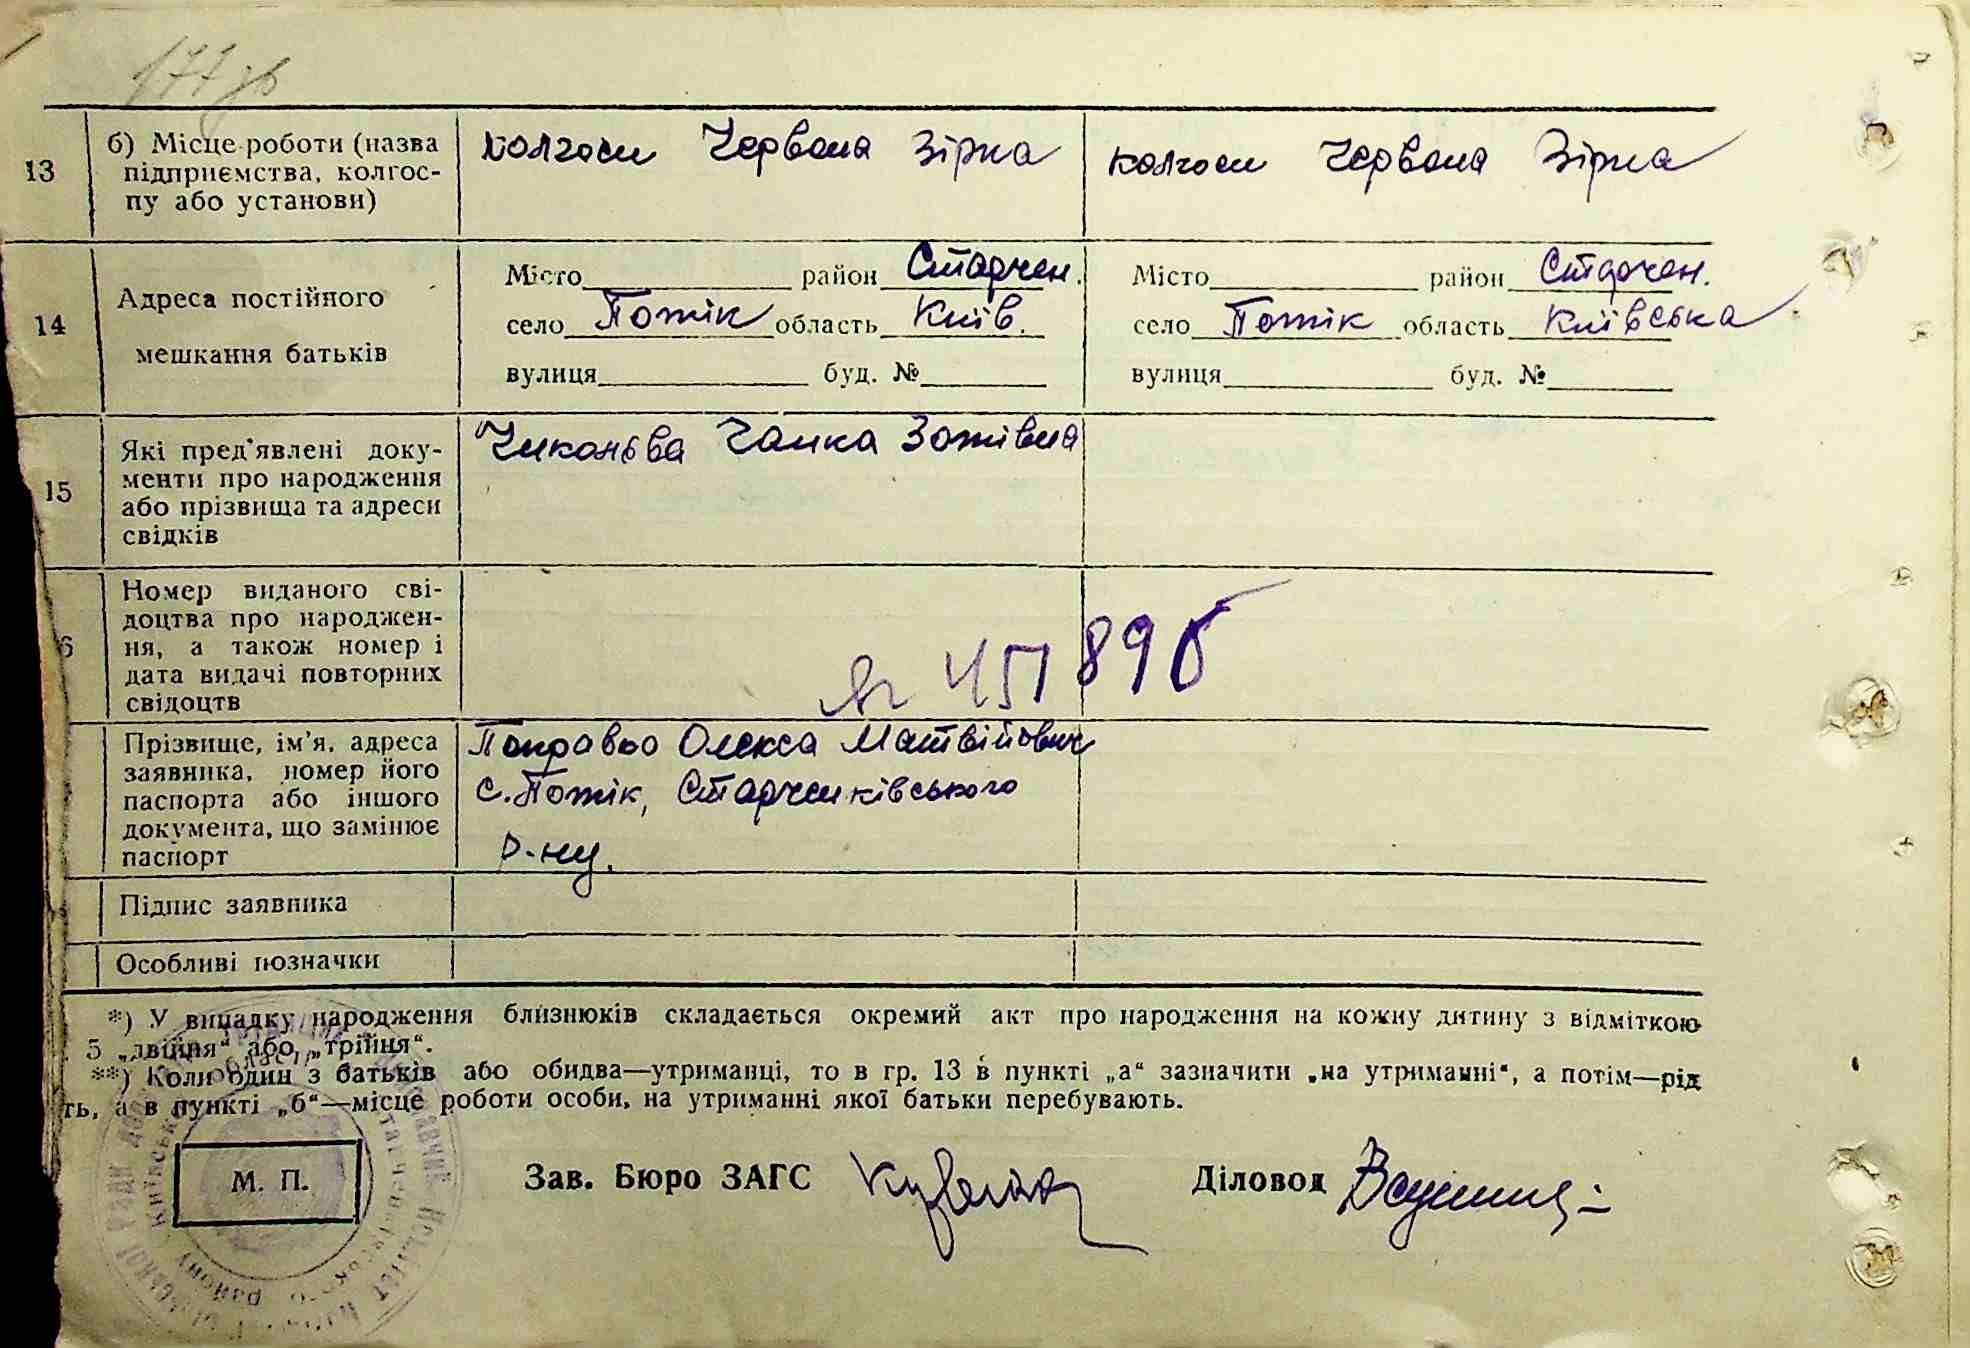 177 зв
13
б) Місце роботи (назва
підприємства, колгос-
пу або установи)
колгосп Червона Зірка
колгосп Червона Зірка
14
Адреса постійного
мешкання батьків
Місто район Старчен.
село Потік область Київ.
вулиця буд. №
Місто район Старчен.
село Потік область Київська
вулиця буд. №
15
Які пред'явлені доку-
менти про народження
або прізвища та адреси
свідків
6
Номер виданого сві-
доцтва про народжен-
ня, а також номер і
дата видачі повторних
свідоцтв
№ 451896
Прізвище, ім'я, адреса
заявника, номер його
паспорта або іншого
документа, що замінює
паспорт
Олекса Матвійович
с. Потік, Старченківського
р-ну.
Підпис заявника
Особливі позначки
*) У випадку народження близнюків складається окремий акт про народження на кожну дитину з відміткою
5 „двійня“ або „трійня“.
**) Коли один з батьків або обидва—утриманці, то в гр. 13 в пункті „а“ зазначити „на утриманні“, а потім—рід
ть, а в пункті „б“—місце роботи особи, на утриманні якої батьки перебувають.
М. П.
Зав. Бюро ЗАГС
Діловод